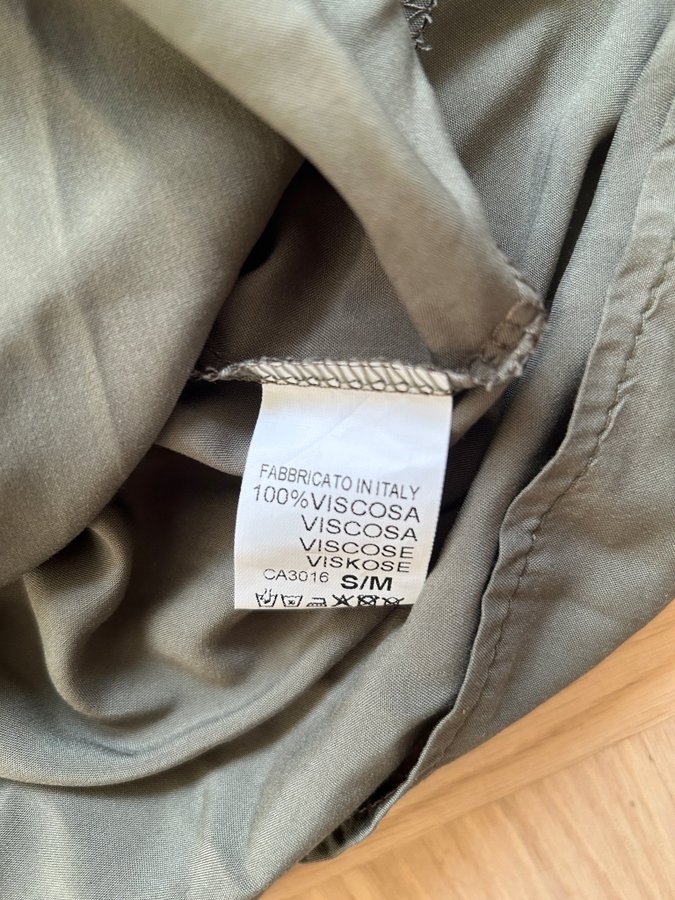 FABBRICATO IN ITALY
100%VISCOSA
VISCOSA
VISCOSE
VISKOSE
CA3016 S/M